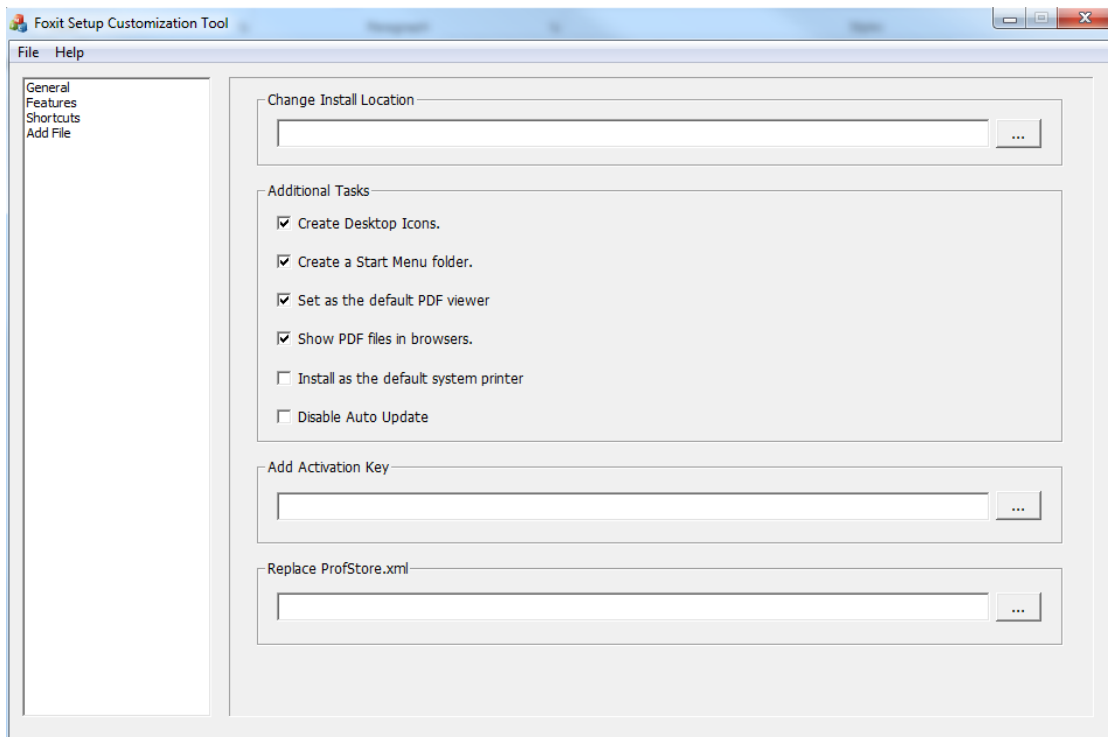 Foxit Setup Customization Tool
File Help
General
Features
Shortcuts
Add File
Change Install Location
...
Additional Tasks
Create Desktop Icons.
Create a Start Menu folder.
Set as the default PDF viewer
Show PDF files in browsers.
Install as the default system printer
Disable Auto Update
Add Activation Key
...
Replace ProfStore.xml
...